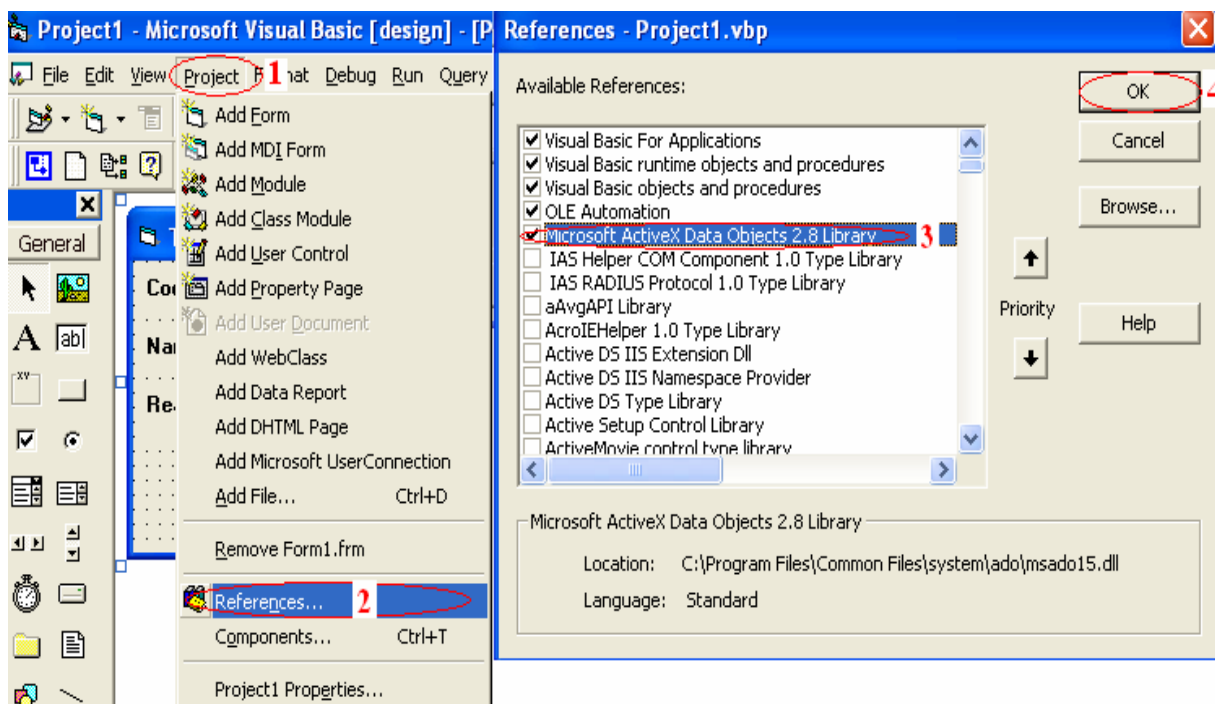 Project1 - Microsoft Visual Basic [design] - [P
File Edit View Project 1 Debug Run Query
Add Form
Add MDI Form
Add Module
Add Class Module
Add User Control
Add Property Page
Add User Document
Add WebClass
Add Data Report
Add DHTML Page
Add Microsoft UserConnection
Add File... Ctrl+D
Remove Form1.frm
References... 2
Components... Ctrl+T
Project1 Properties...
General
A ab
xv
References - Project1.vbp
Available References:
Visual Basic For Applications
Visual Basic runtime objects and procedures
Visual Basic objects and procedures
OLE Automation
Microsoft ActiveX Data Objects 2.8 Library 3
IAS Helper COM Component 1.0 Type Library
IAS RADIUS Protocol 1.0 Type Library
aAvgAPI Library
AcroIEHelper 1.0 Type Library
Active DS IIS Extension Dll
Active DS IIS Namespace Provider
Active DS Type Library
Active Setup Control Library
ActiveMovie control type library
OK 4
Cancel
Browse...
Priority
Help
Microsoft ActiveX Data Objects 2.8 Library
Location: C:\Program Files\Common Files\system\ado\msado15.dll
Language: Standard